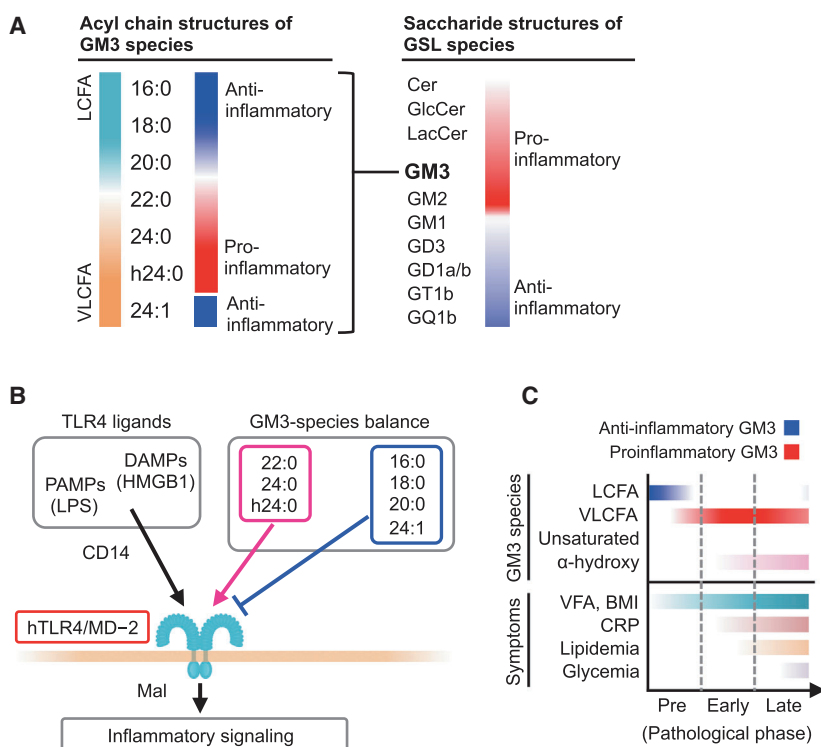 A
Acyl chain structures of
GM3 species
LCFA
VLCFA
16:0
18:0
20:0
22:0
24:0
h24:0
24:1
Anti-
inflammatory
Pro-
inflammatory
Anti-
inflammatory
Saccharide structures of
GSL species
Cer
GlcCer
LacCer
GM3
GM2
GM1
GD3
GD1a/b
GT1b
GQ1b
Pro-
inflammatory
Anti-
inflammatory
B
TLR4 ligands
DAMPs
(HMGB1)
PAMPs
(LPS)
GM3-species balance
22:0
24:0
h24:0
16:0
18:0
20:0
24:1
CD14
hTLR4/MD−2
Mal
Inflammatory signaling
C
Anti-inflammatory GM3
Proinflammatory GM3
GM3 species
LCFA
VLCFA
Unsaturated
α-hydroxy
Symptoms
VFA, BMI
CRP
Lipidemia
Glycemia
Pre Early Late
(Pathological phase)